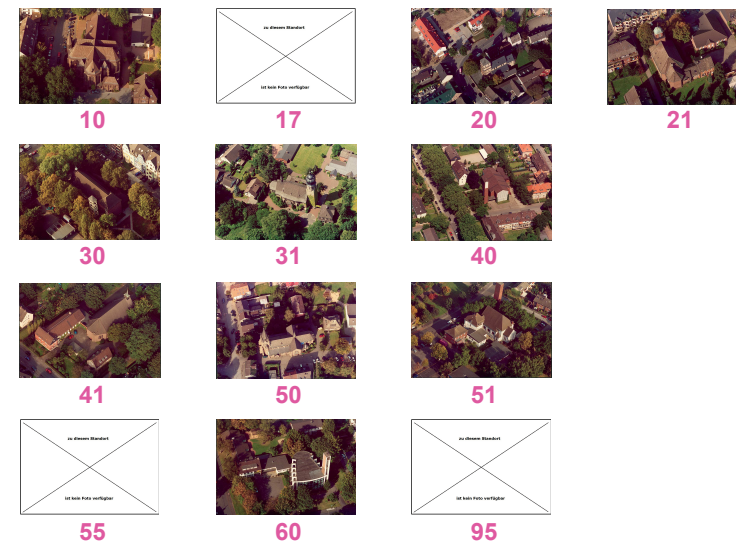 zu diesem Standort
ist kein Foto verfügbar
10
17
20
21
30
31
40
41
50
51
zu diesem Standort
ist kein Foto verfügbar
zu diesem Standort
ist kein Foto verfügbar
55
60
95